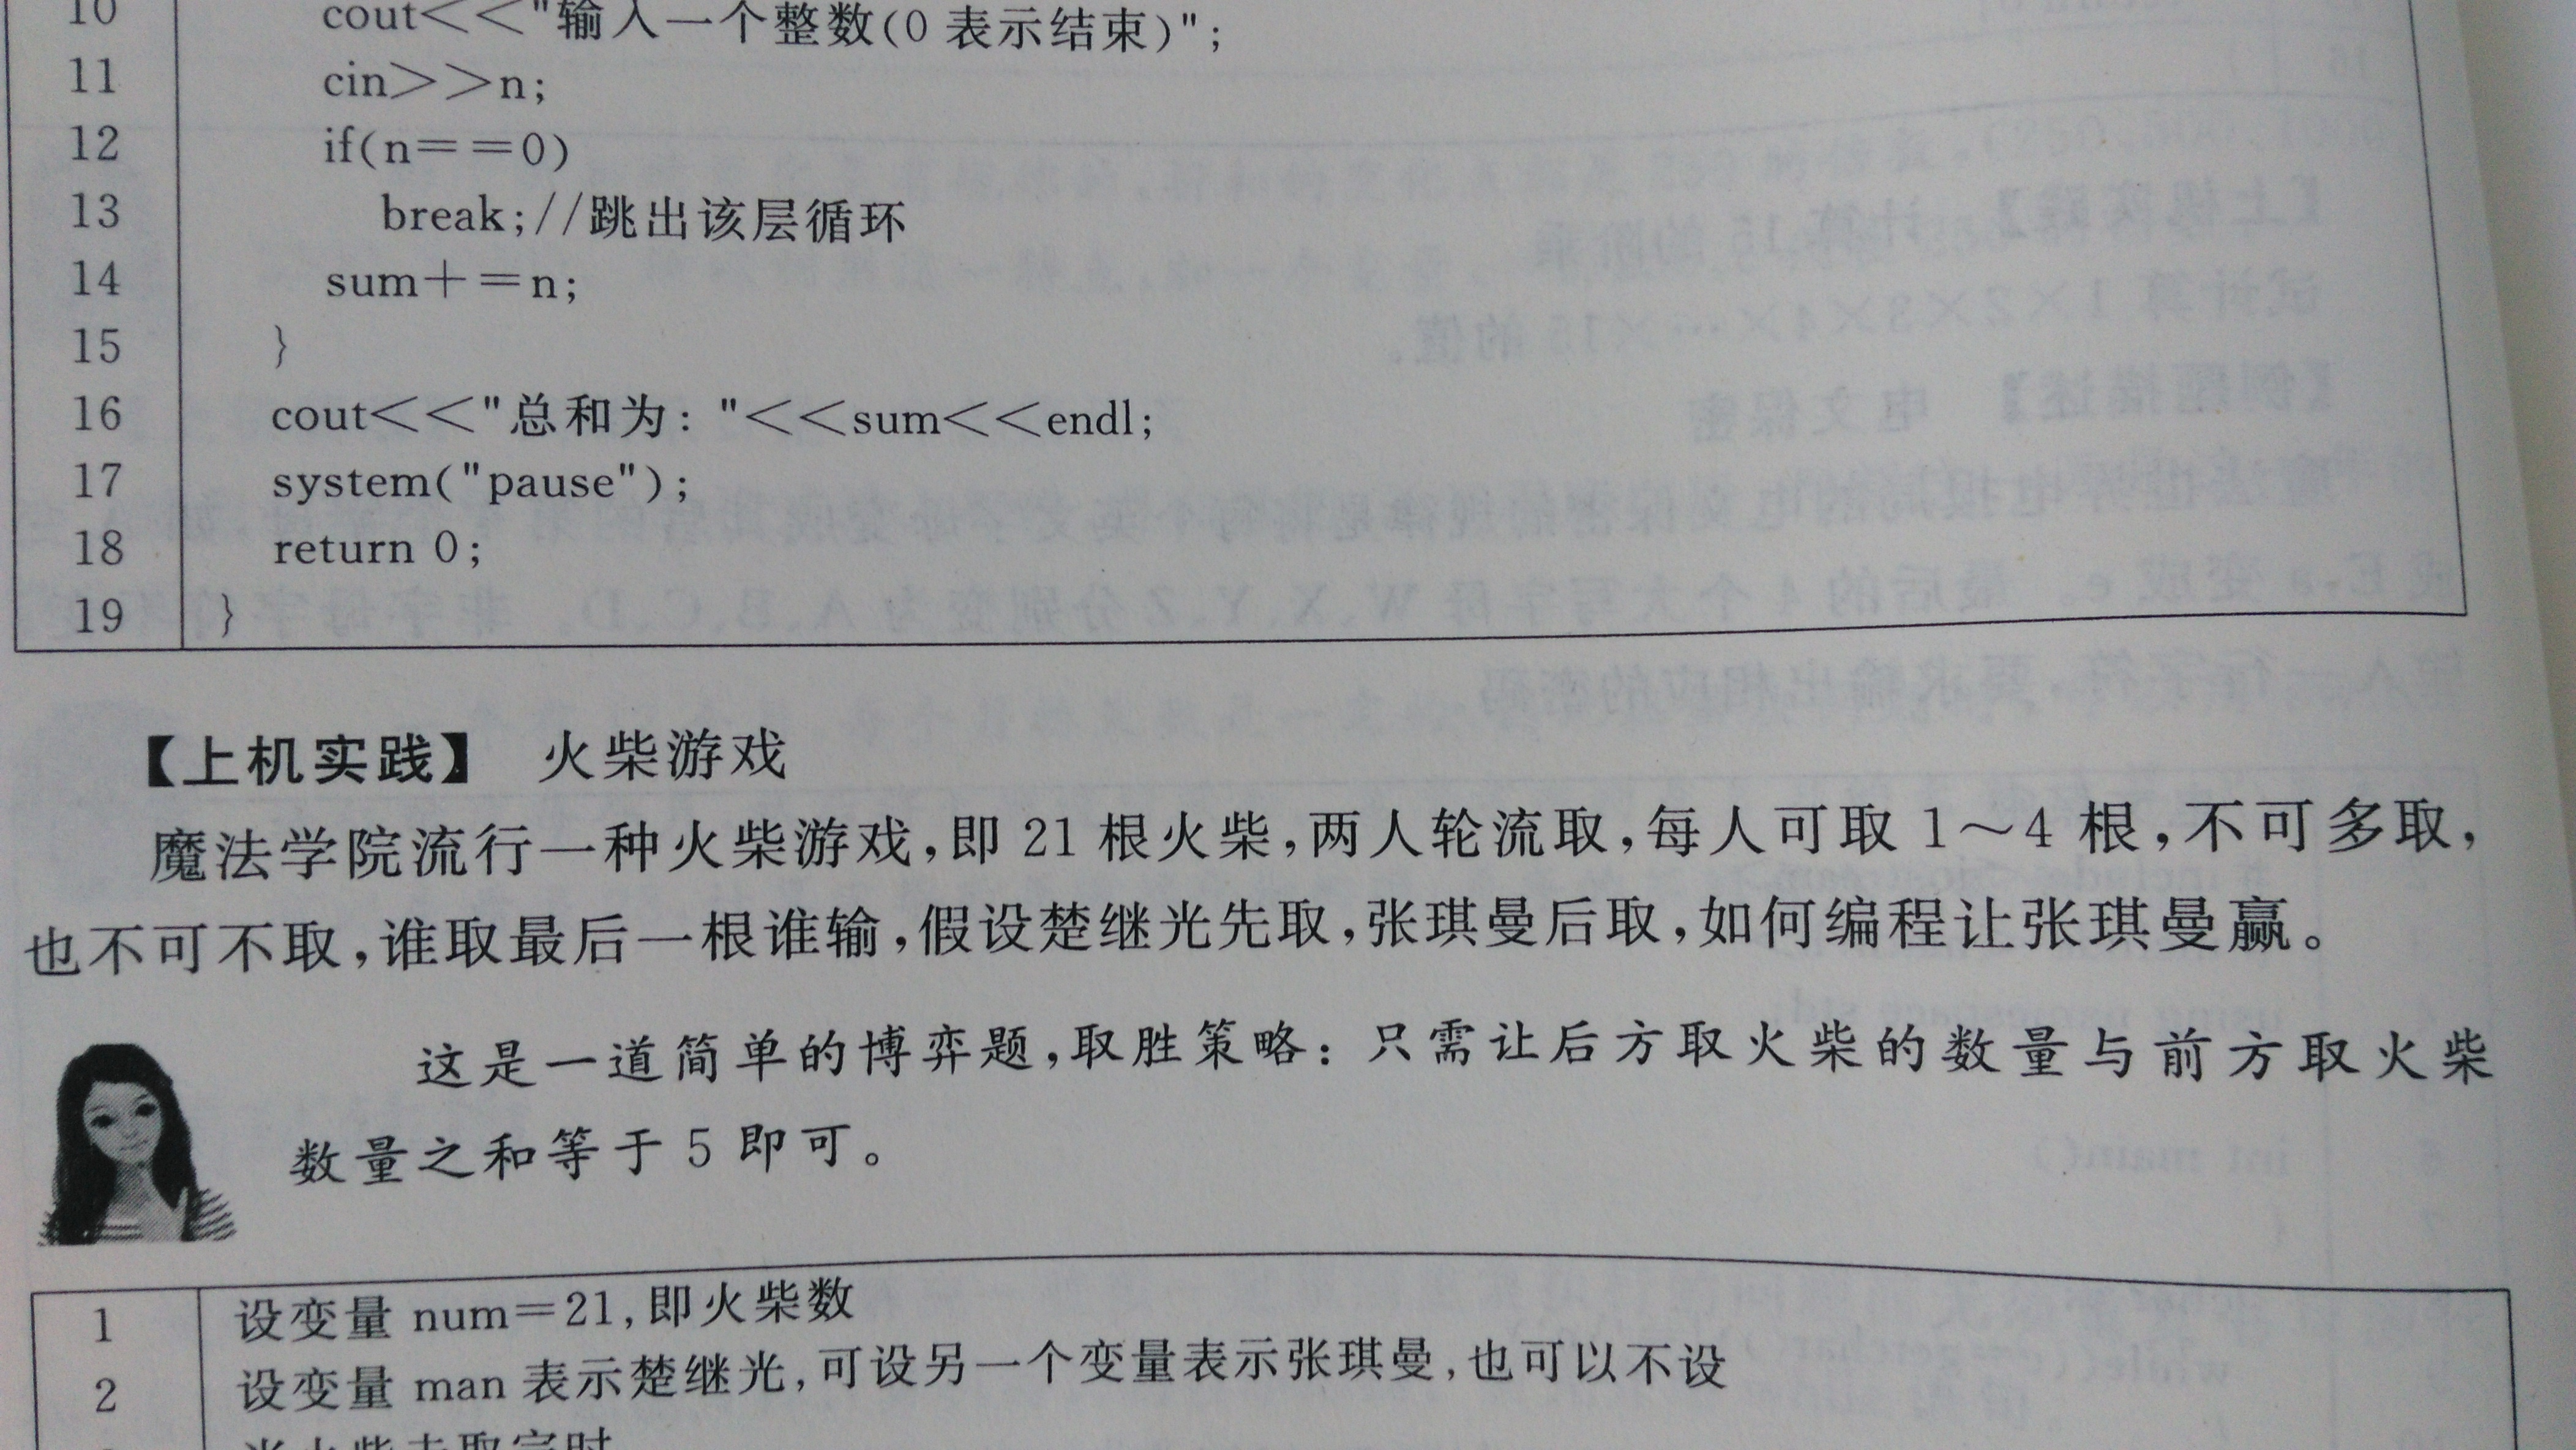 10 cout<<"输入一个整数(0 表示结束)";
11 cin>>n;
12 if(n==0)
13 break;//跳出该层循环
14 sum+=n;
15 }
16 cout<<"总和为："<<sum<<endl;
17 system("pause");
18 return 0;
19 }
【上机实践】 火柴游戏
魔法学院流行一种火柴游戏,即 21 根火柴,两人轮流取,每人可取 1～4 根,不可多取,
也不可不取,谁取最后一根谁输,假设楚继光先取,张琪曼后取,如何编程让张琪曼赢。
这是一道简单的博弈题,取胜策略：只需让后方取火柴的数量与前方取火柴
数量之和等于 5 即可。
1 设变量 num=21,即火柴数
2 设变量 man 表示楚继光,可设另一个变量表示张琪曼,也可以不设